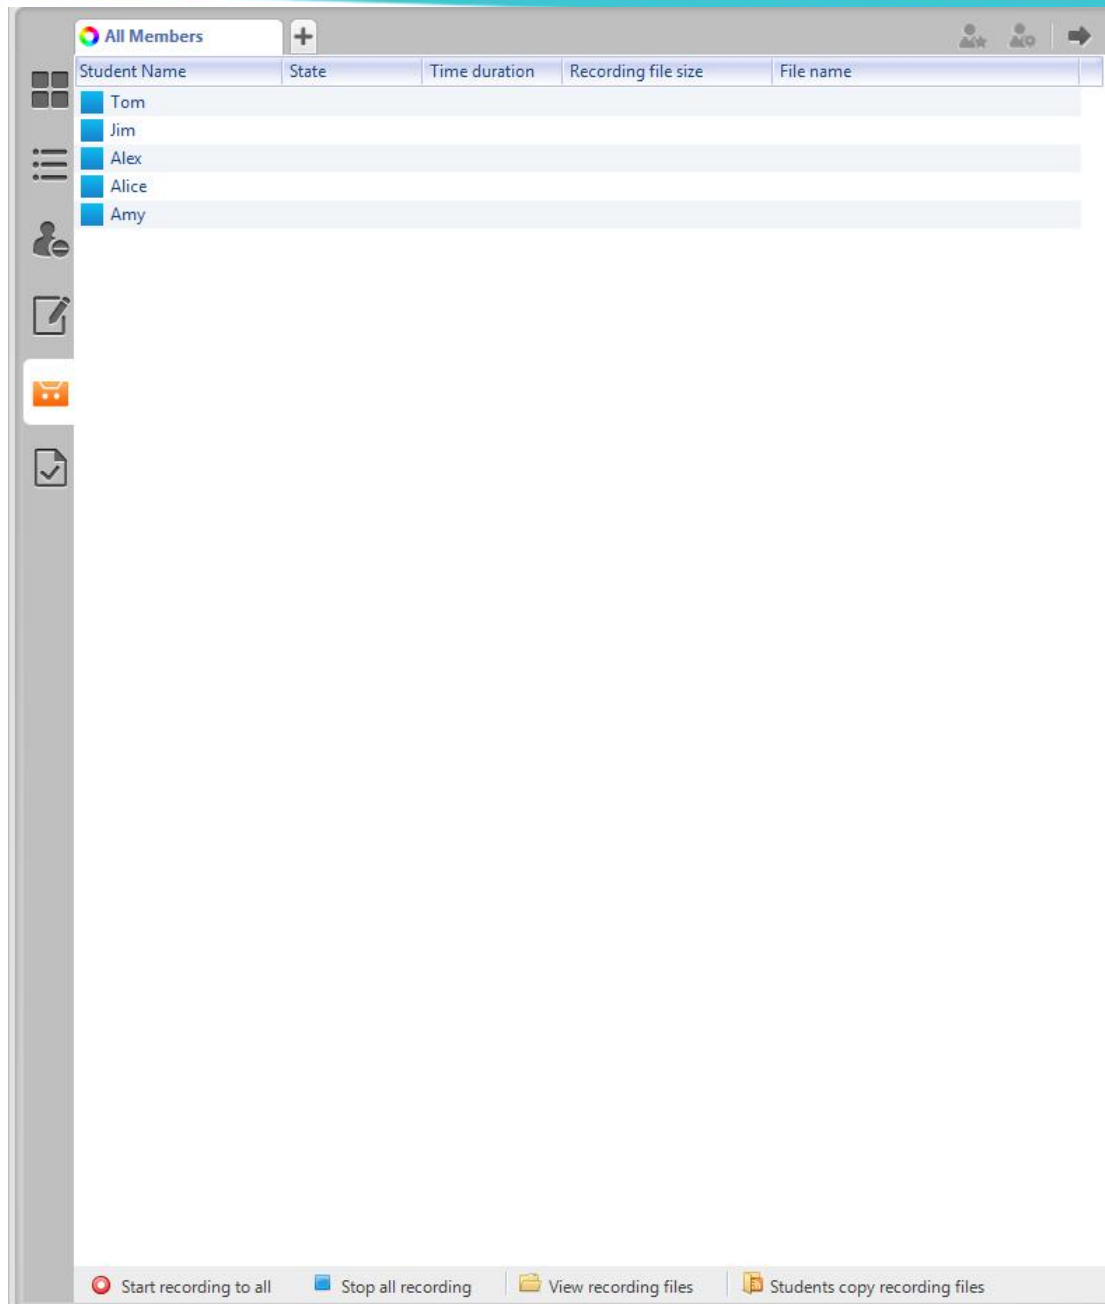 All Members
Student Name State Time duration Recording file size File name
Tom
Jim
Alex
Alice
Amy
Start recording to all Stop all recording View recording files Students copy recording files